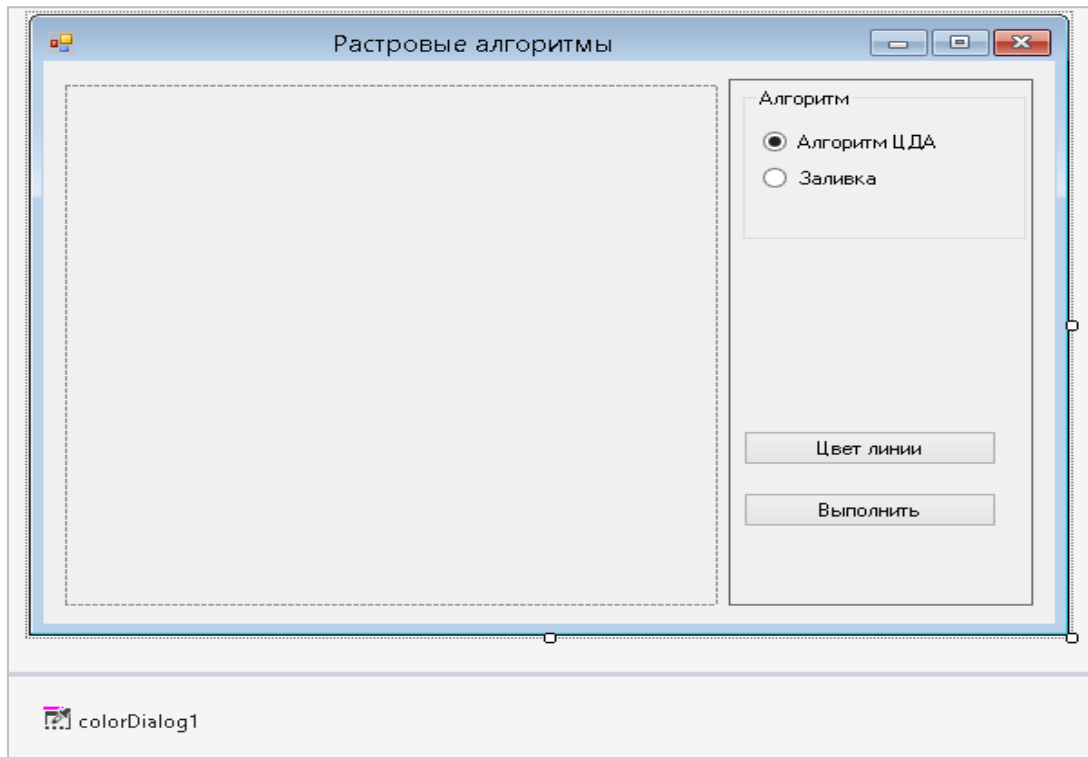 Растровые алгоритмы
Алгоритм
Алгоритм ЦДА
Заливка
Цвет линии
Выполнить
colorDialog1